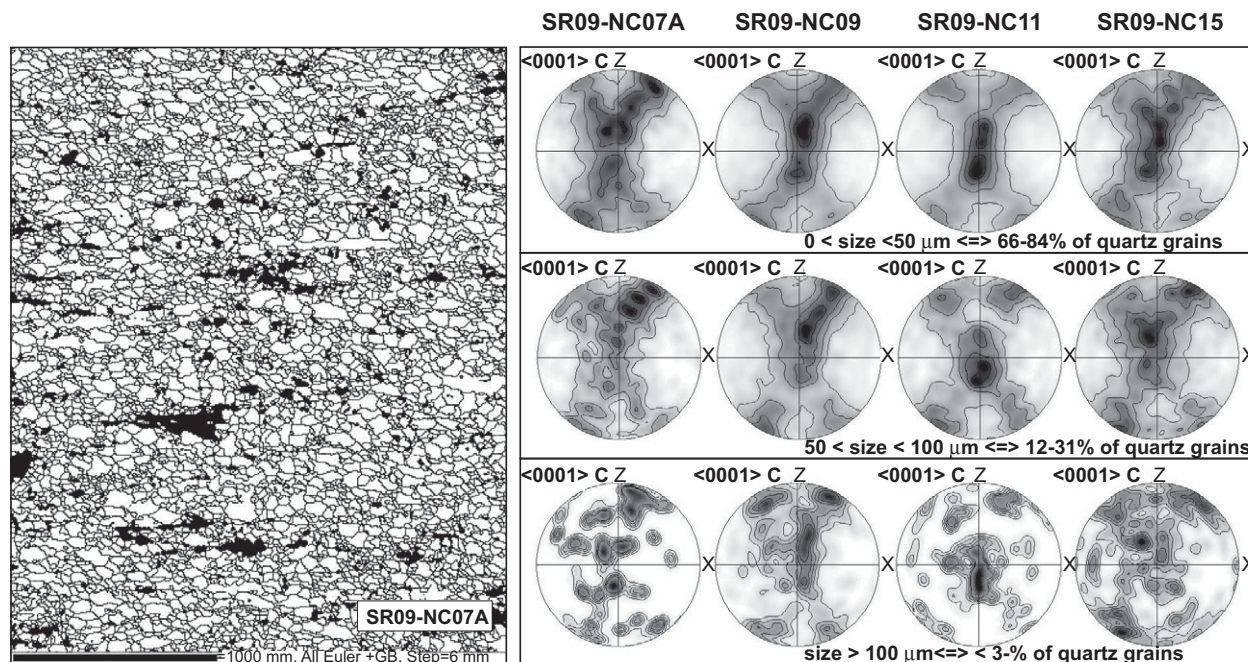 SR09-NC07A SR09-NC09 SR09-NC11 SR09-NC15
<0001> C Z <0001> C Z <0001> C Z <0001> C Z
X X X X
0 < size <50 μm <=> 66-84% of quartz grains
<0001> C Z <0001> C Z <0001> C Z <0001> C Z
X X X X
50 < size < 100 μm <=> 12-31% of quartz grains
<0001> C Z <0001> C Z <0001> C Z <0001> C Z
X X X X
size > 100 μm<=> < 3-% of quartz grains
SR09-NC07A
=1000 mm. All Euler +GB. Step=6 mm